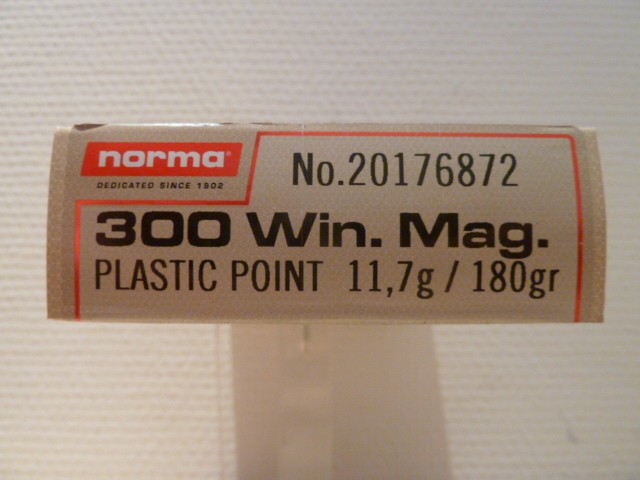 norma
DEDICATED SINCE 1902
No.20176872
300 Win. Mag.
PLASTIC POINT 11,7g / 180gr